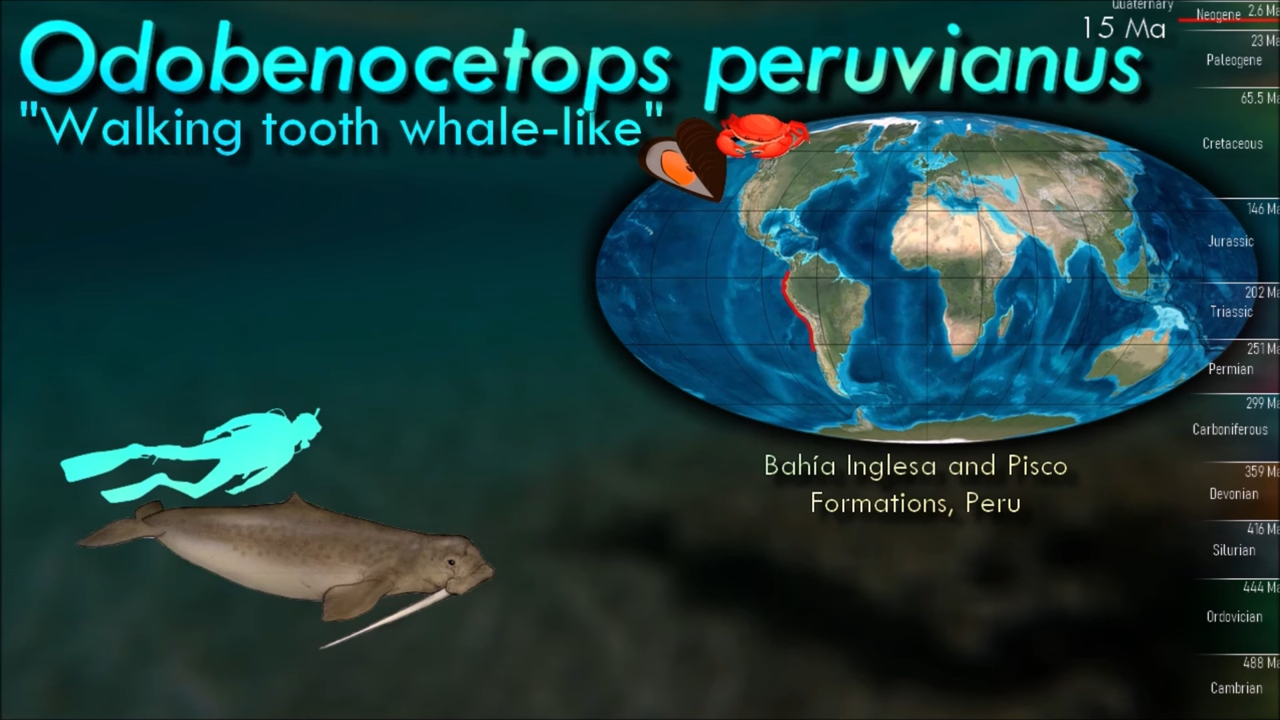 Odobenocetops peruvianus
"Walking tooth whale-like"
15 Ma
Bahía Inglesa and Pisco
Formations, Peru
Quaternary
2.6 Ma
Neogene
23 Ma
Paleogene
65.5 Ma
Cretaceous
146 Ma
Jurassic
202 Ma
Triassic
251 Ma
Permian
299 Ma
Carboniferous
359 Ma
Devonian
416 Ma
Silurian
444 Ma
Ordovician
488 Ma
Cambrian